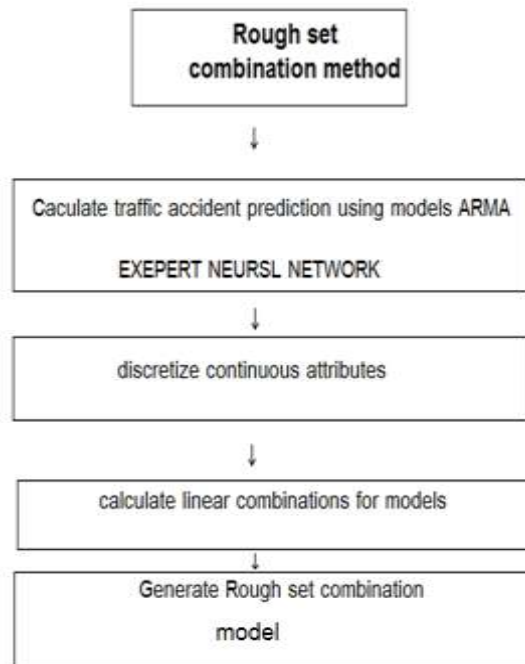 Rough set
combination method
↓
Caculate traffic accident prediction using models ARMA
EXEPERT NEURSL NETWORK
↓
discretize continuous attributes
↓
calculate linear combinations for models
↓
Generate Rough set combination
model